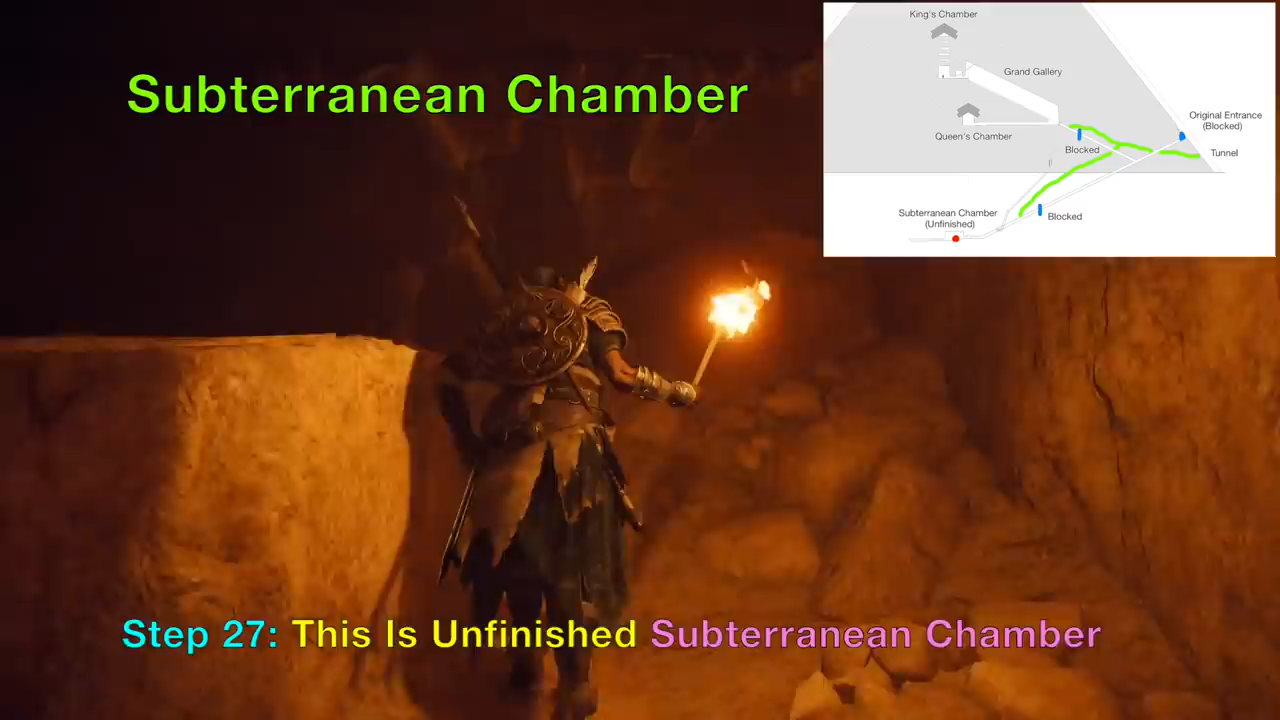 Subterranean Chamber
King's Chamber
Grand Gallery
Queen's Chamber
Original Entrance
(Blocked)
Blocked
Tunnel
Subterranean Chamber
(Unfinished)
Blocked
Step 27: This Is Unfinished Subterranean Chamber